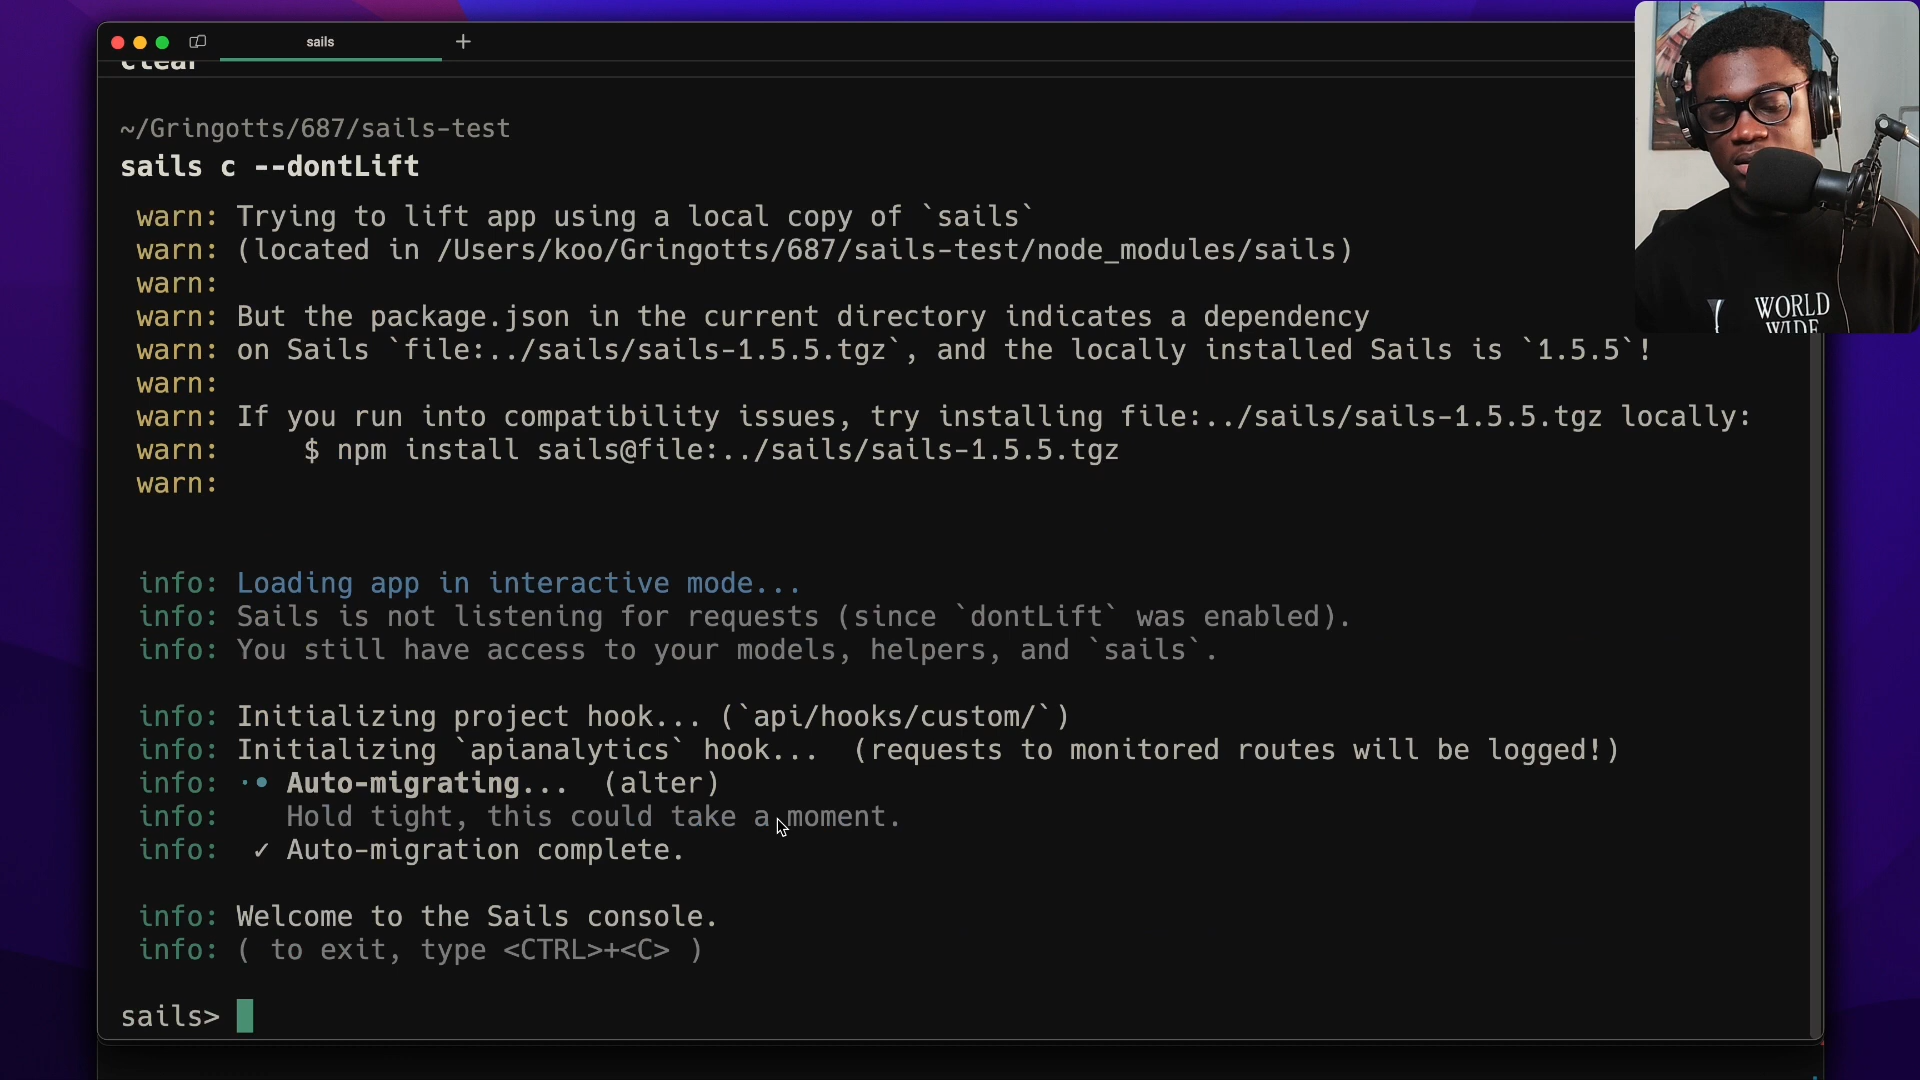 sails
clear
~/Gringotts/687/sails-test
sails c --dontLift
warn: Trying to lift app using a local copy of `sails`
warn: (located in /Users/koo/Gringotts/687/sails-test/node_modules/sails)
warn:
warn: But the package.json in the current directory indicates a dependency
warn: on Sails `file:../sails/sails-1.5.5.tgz`, and the locally installed Sails is `1.5.5`!
warn:
warn: If you run into compatibility issues, try installing file:../sails/sails-1.5.5.tgz locally:
warn:     $ npm install sails@file:../sails/sails-1.5.5.tgz
warn:
info: Loading app in interactive mode...
info: Sails is not listening for requests (since `dontLift` was enabled).
info: You still have access to your models, helpers, and `sails`.
info: Initializing project hook... (`api/hooks/custom/`)
info: Initializing `apianalytics` hook...  (requests to monitored routes will be logged!)
info: ·• Auto-migrating...  (alter)
info:    Hold tight, this could take a moment.
info:  ✓ Auto-migration complete.
info: Welcome to the Sails console.
info: ( to exit, type <CTRL>+<C> )
sails>
WORLD
WIDE